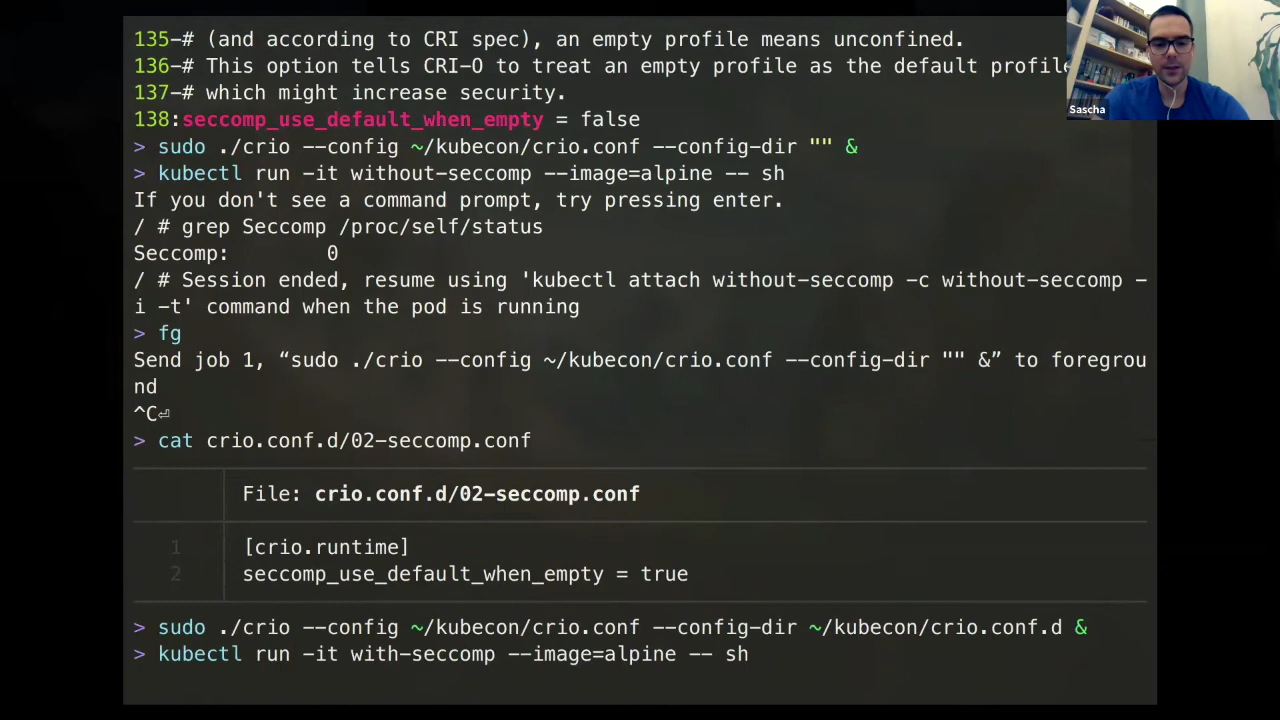 135-# (and according to CRI spec), an empty profile means unconfined.
136-# This option tells CRI-O to treat an empty profile as the default profile
137-# which might increase security.
138:seccomp_use_default_when_empty = false
> sudo ./crio --config ~/kubecon/crio.conf --config-dir "" &
> kubectl run -it without-seccomp --image=alpine -- sh
If you don't see a command prompt, try pressing enter.
/ # grep Seccomp /proc/self/status
Seccomp:        0
/ # Session ended, resume using 'kubectl attach without-seccomp -c without-seccomp -
i -t' command when the pod is running
> fg
Send job 1, “sudo ./crio --config ~/kubecon/crio.conf --config-dir "" &” to foregrou
nd
^C⏎
> cat crio.conf.d/02-seccomp.conf
File: crio.conf.d/02-seccomp.conf
1 [crio.runtime]
2 seccomp_use_default_when_empty = true
> sudo ./crio --config ~/kubecon/crio.conf --config-dir ~/kubecon/crio.conf.d &
> kubectl run -it with-seccomp --image=alpine -- sh
Sascha